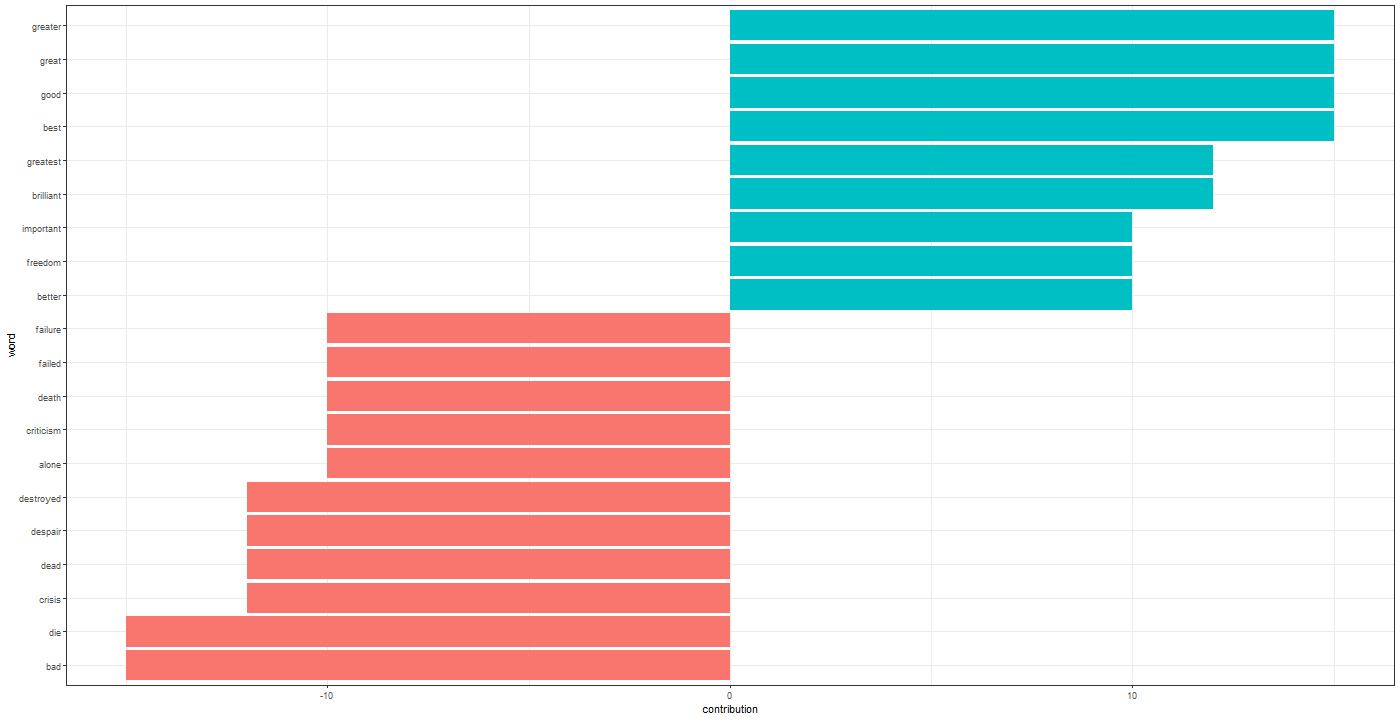 greater
great
good
best
greatest
brilliant
important
freedom
better
failure
failed
death
criticism
alone
destroyed
despair
dead
crisis
die
bad
word
-10 0 10
contribution